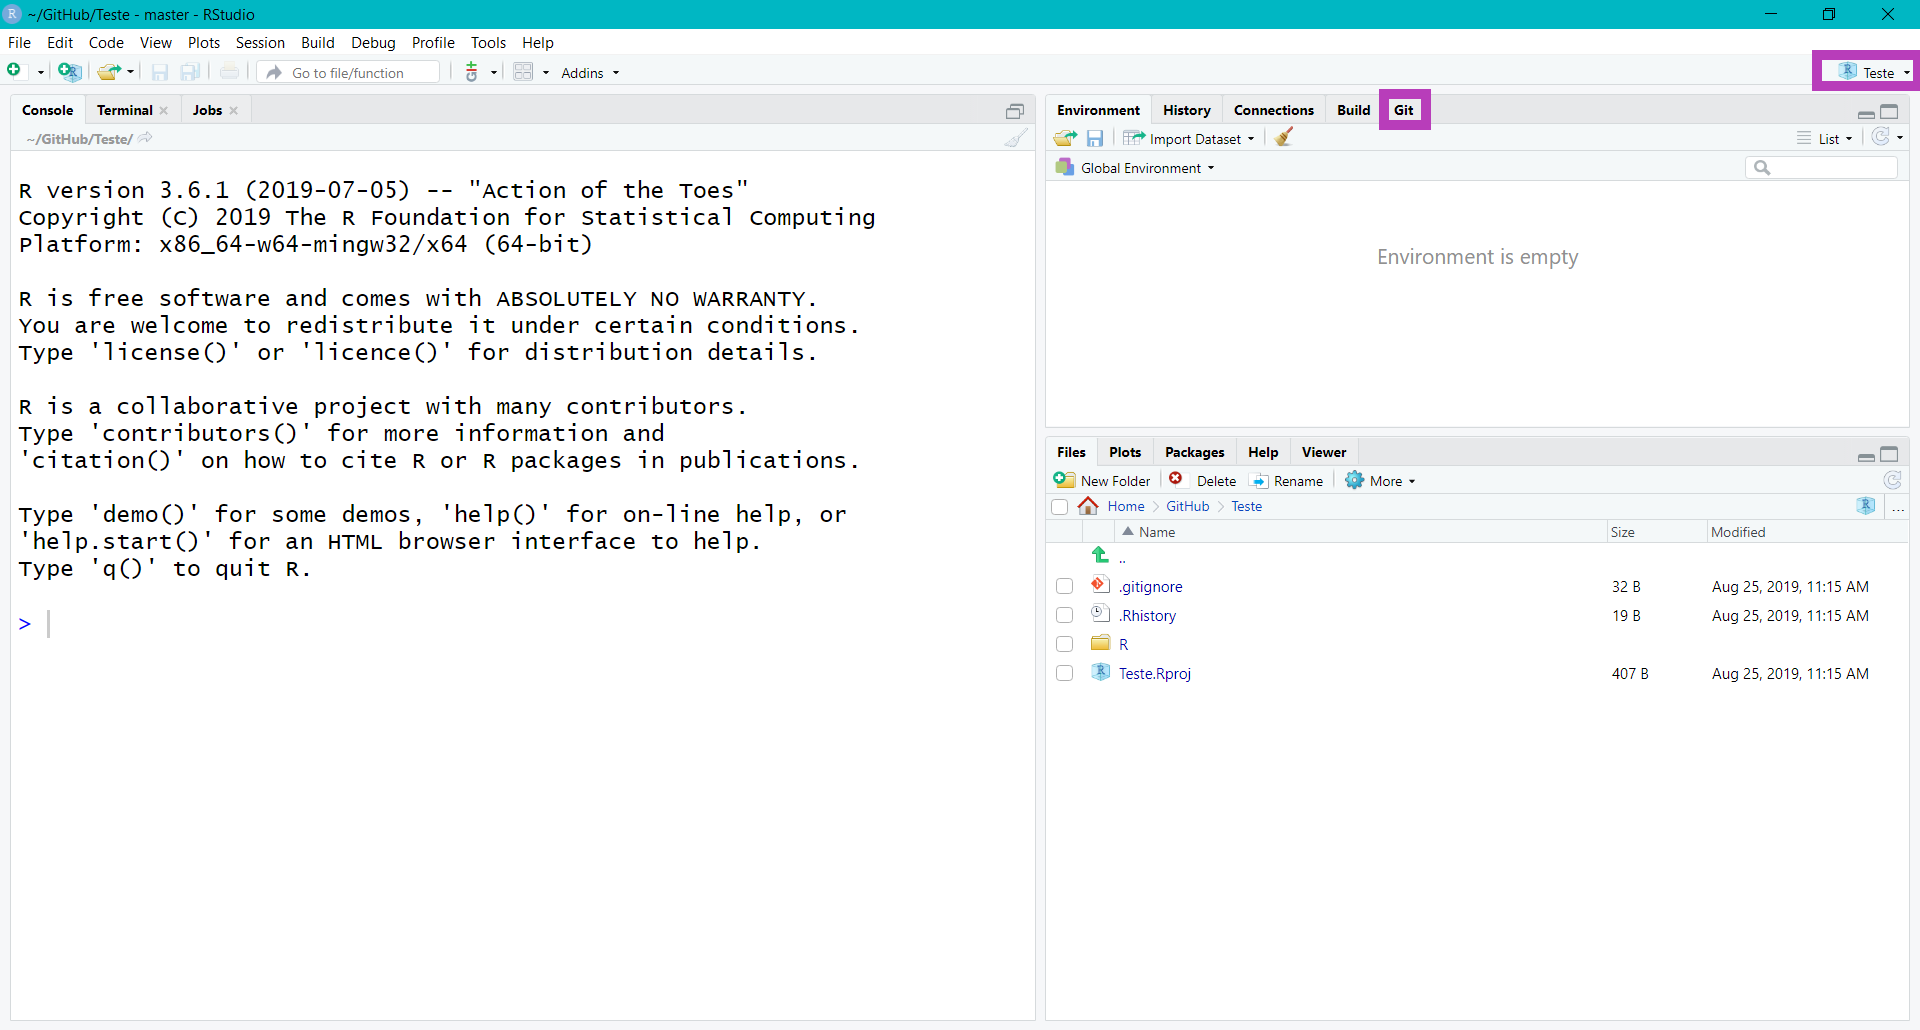 R ~/GitHub/Teste - master - RStudio
File Edit Code View Plots Session Build Debug Profile Tools Help
R Go to file/function Git Addins R Teste
Console Terminal Jobs
~/GitHub/Teste/
R version 3.6.1 (2019-07-05) -- "Action of the Toes"
Copyright (C) 2019 The R Foundation for Statistical Computing
Platform: x86_64-w64-mingw32/x64 (64-bit)
R is free software and comes with ABSOLUTELY NO WARRANTY.
You are welcome to redistribute it under certain conditions.
Type 'license()' or 'licence()' for distribution details.
R is a collaborative project with many contributors.
Type 'contributors()' for more information and
'citation()' on how to cite R or R packages in publications.
Type 'demo()' for some demos, 'help()' for on-line help, or
'help.start()' for an HTML browser interface to help.
Type 'q()' to quit R.
>
Environment History Connections Build Git
Import Dataset List
Global Environment
Environment is empty
Files Plots Packages Help Viewer
New Folder Delete Rename More
Home GitHub Teste R ...
Name Size Modified
..
.gitignore 32 B Aug 25, 2019, 11:15 AM
.Rhistory 19 B Aug 25, 2019, 11:15 AM
R
R Teste.Rproj 407 B Aug 25, 2019, 11:15 AM